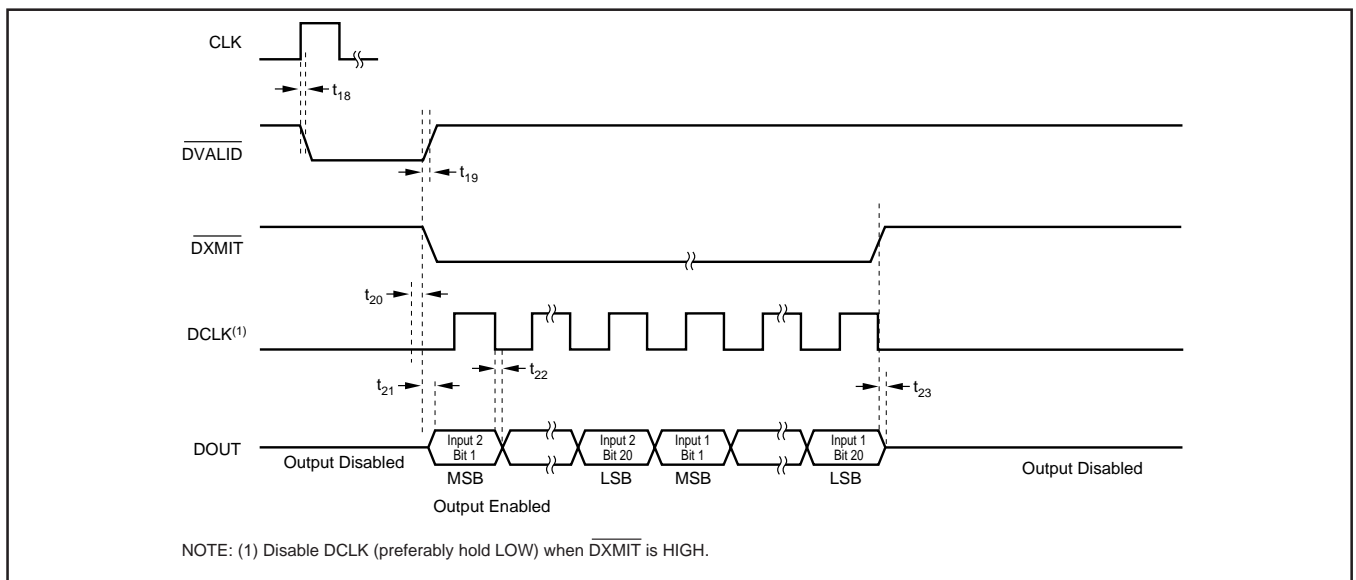 CLK
t18
DVALID
t19
DXMIT
t20
DCLK(1)
t21
t22
t23
DOUT
Output Disabled
Input 2
Bit 1
Input 2
Bit 20
Input 1
Bit 1
Input 1
Bit 20
Output Disabled
MSB
LSB
MSB
LSB
Output Enabled
NOTE: (1) Disable DCLK (preferably hold LOW) when DXMIT is HIGH.